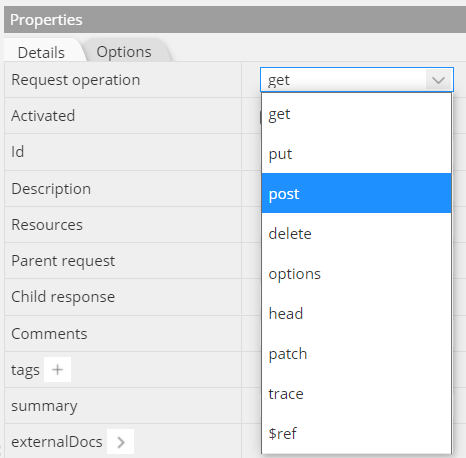 Properties
Details Options
Request operation get
Activated
Id
Description
Resources
Parent request
Child response
Comments
tags +
summary
externalDocs >
get
put
post
delete
options
head
patch
trace
$ref